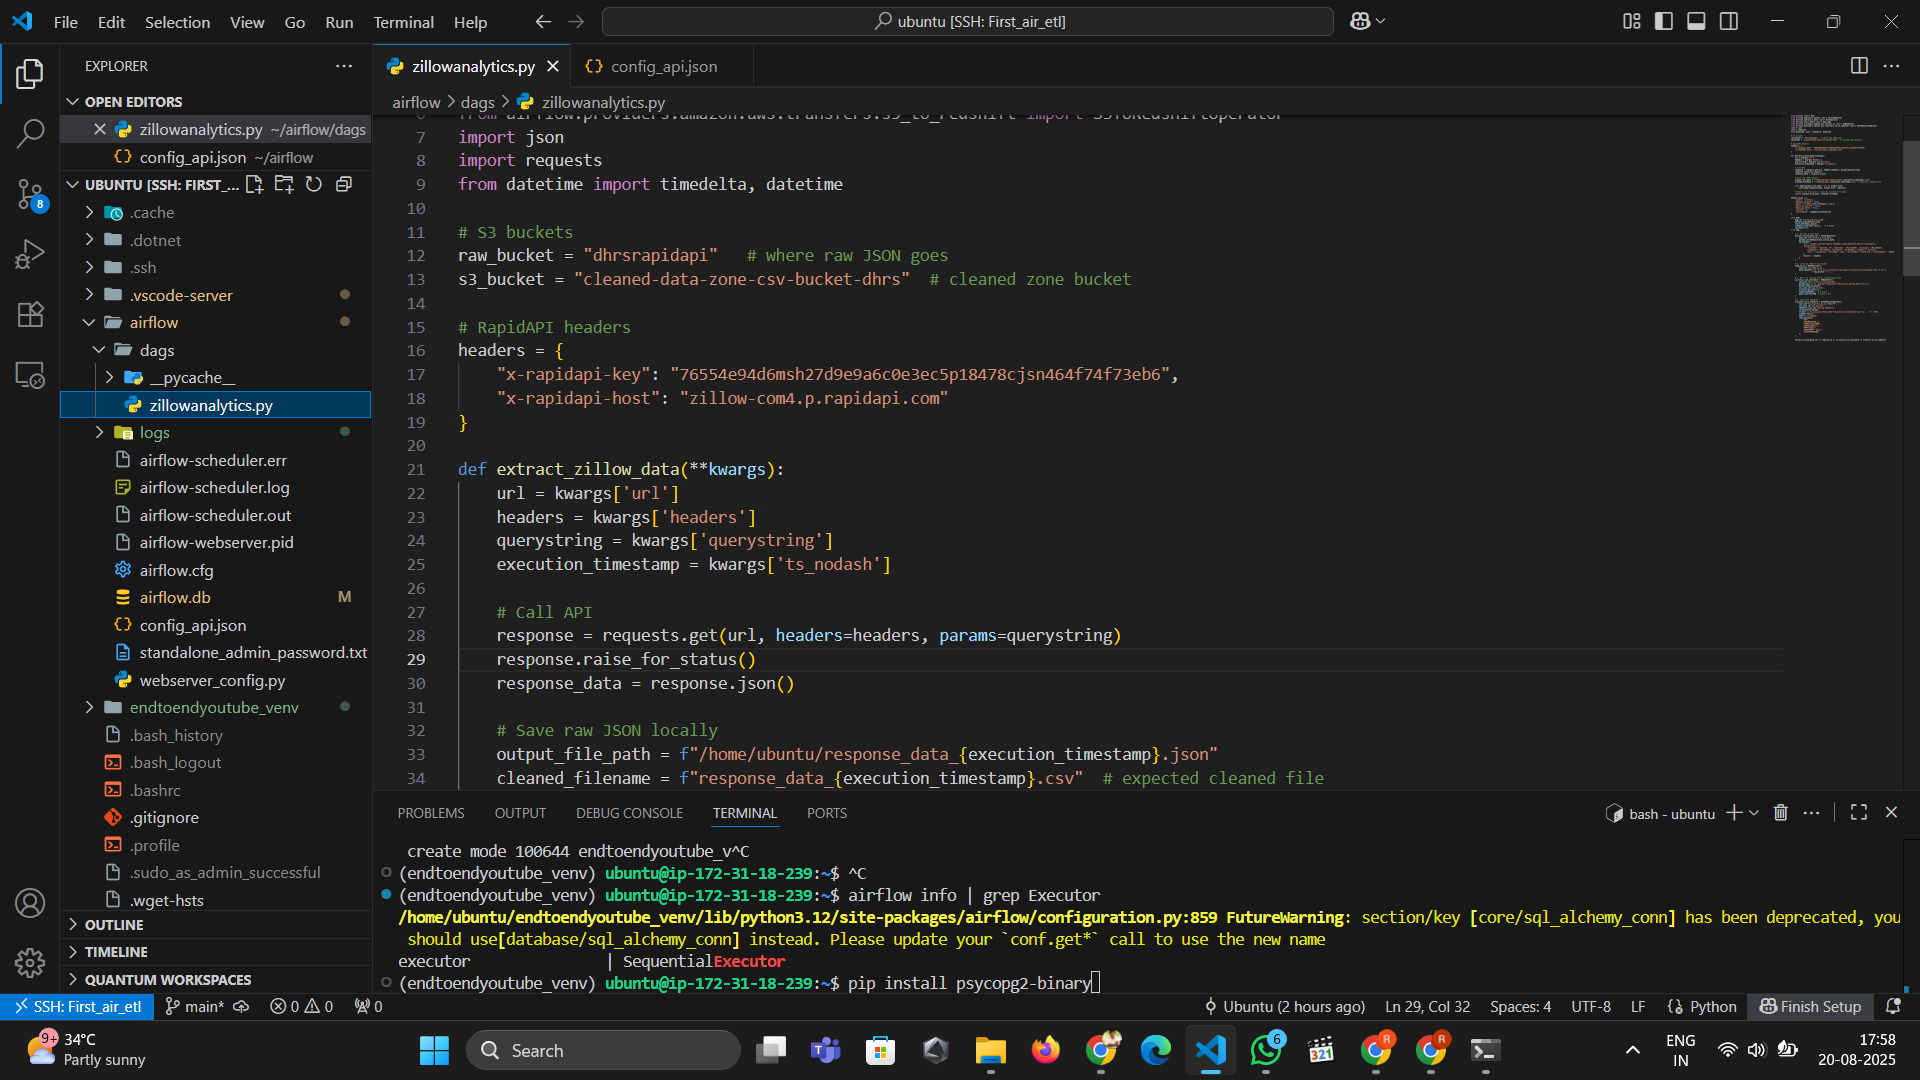 File Edit Selection View Go Run Terminal Help
ubuntu [SSH: First_air_etl]
EXPLORER
OPEN EDITORS
zillowanalytics.py ~/airflow/dags
config_api.json ~/airflow
UBUNTU [SSH: FIRST_...
.cache
.dotnet
.ssh
.vscode-server
airflow
dags
__pycache__
zillowanalytics.py
logs
airflow-scheduler.err
airflow-scheduler.log
airflow-scheduler.out
airflow-webserver.pid
airflow.cfg
airflow.db M
config_api.json
standalone_admin_password.txt
webserver_config.py
endtoendyoutube_venv
.bash_history
.bash_logout
.bashrc
.gitignore
.profile
.sudo_as_admin_successful
.wget-hsts
OUTLINE
TIMELINE
QUANTUM WORKSPACES
8
zillowanalytics.py
config_api.json
airflow > dags > zillowanalytics.py
6 from airflow.providers.amazon.aws.transfers.s3_to_redshift import S3ToRedshiftOperator
7 import json
8 import requests
9 from datetime import timedelta, datetime
10
11 # S3 buckets
12 raw_bucket = "dhrsrapidapi"   # where raw JSON goes
13 s3_bucket = "cleaned-data-zone-csv-bucket-dhrs"  # cleaned zone bucket
14
15 # RapidAPI headers
16 headers = {
17     "x-rapidapi-key": "76554e94d6msh27d9e9a6c0e3ec5p18478cjsn464f74f73eb6",
18     "x-rapidapi-host": "zillow-com4.p.rapidapi.com"
19 }
20
21 def extract_zillow_data(**kwargs):
22     url = kwargs['url']
23     headers = kwargs['headers']
24     querystring = kwargs['querystring']
25     execution_timestamp = kwargs['ts_nodash']
26
27     # Call API
28     response = requests.get(url, headers=headers, params=querystring)
29     response.raise_for_status()
30     response_data = response.json()
31
32     # Save raw JSON locally
33     output_file_path = f"/home/ubuntu/response_data_{execution_timestamp}.json"
34     cleaned_filename = f"response_data_{execution_timestamp}.csv"  # expected cleaned file
PROBLEMS OUTPUT DEBUG CONSOLE TERMINAL PORTS
bash - ubuntu
create mode 100644 endtoendyoutube_v^C
(endtoendyoutube_venv) ubuntu@ip-172-31-18-239:~$ ^C
(endtoendyoutube_venv) ubuntu@ip-172-31-18-239:~$ airflow info | grep Executor
/home/ubuntu/endtoendyoutube_venv/lib/python3.12/site-packages/airflow/configuration.py:859 FutureWarning: section/key [core/sql_alchemy_conn] has been deprecated, you
should use[database/sql_alchemy_conn] instead. Please update your `conf.get*` call to use the new name
executor              | SequentialExecutor
(endtoendyoutube_venv) ubuntu@ip-172-31-18-239:~$ pip install psycopg2-binary
SSH: First_air_etl main* 0 0 0
Ubuntu (2 hours ago) Ln 29, Col 32 Spaces: 4 UTF-8 LF Python Finish Setup
9+
34°C
Partly sunny
Search
6
321
R
R
ENG
IN
17:58
20-08-2025